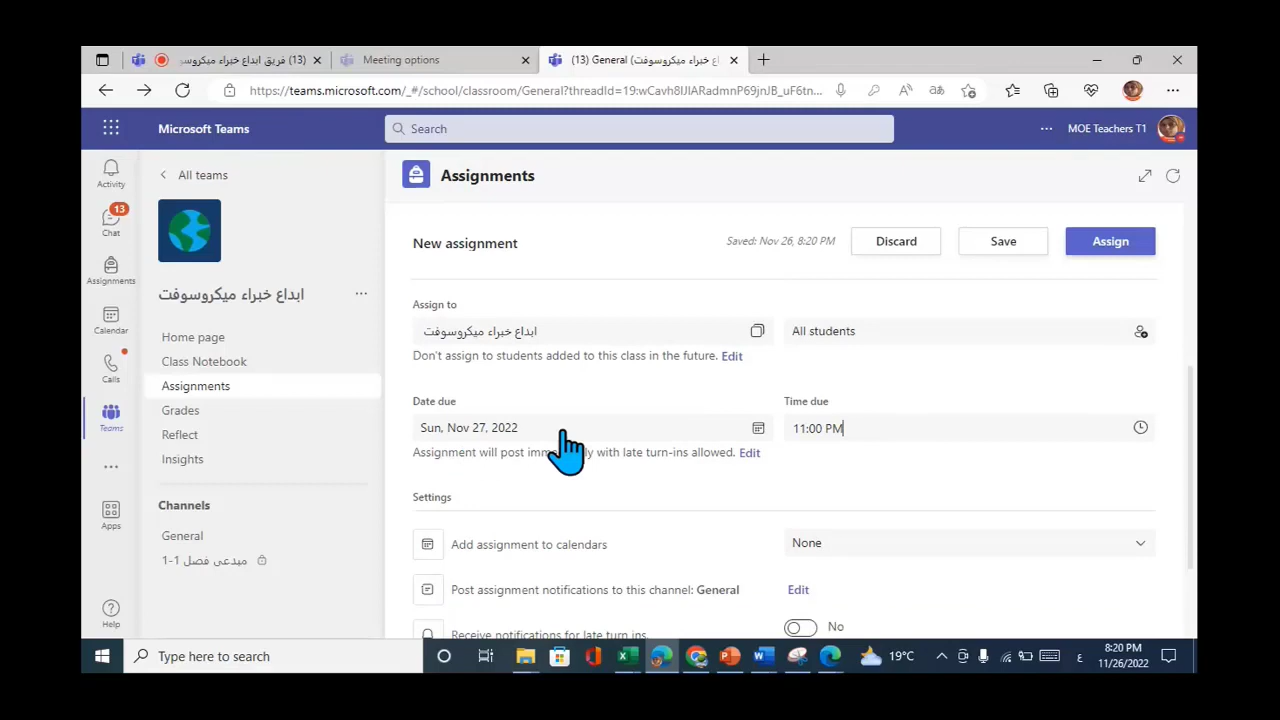 (13) فريق ابداع خبراء ميكروسو
Meeting options
(13) General (ابداع خبراء ميكروسوفت)
https://teams.microsoft.com/_#/school/classroom/General?threadId=19:wCavh8IJIARadmnP69jnJB_uF6tn...
Microsoft Teams
Search
MOE Teachers T1
Activity
13
Chat
Assignments
Calendar
Calls
Teams
Apps
Help
All teams
ابداع خبراء ميكروسوفت
Home page
Class Notebook
Assignments
Grades
Reflect
Insights
Channels
General
مبدعى فصل 1-1
Assignments
New assignment
Saved: Nov 26, 8:20 PM
Discard
Save
Assign
Assign to
ابداع خبراء ميكروسوفت
All students
Don't assign to students added to this class in the future. Edit
Date due
Time due
Sun, Nov 27, 2022
11:00 PM
Assignment will post with late turn-ins allowed. Edit
Settings
Add assignment to calendars
None
Post assignment notifications to this channel: General
Edit
Receive notifications for late turn ins.
No
Type here to search
19°C
ع
8:20 PM
11/26/2022